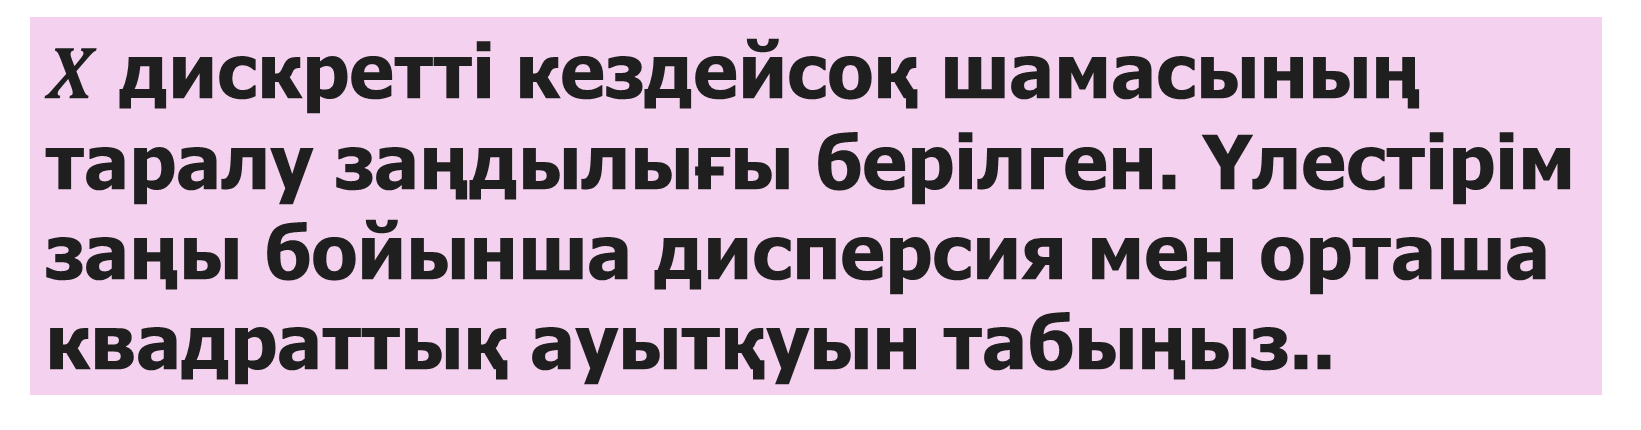 X дискретті кездейсоқ шамасының
таралу заңдылығы берілген. Үлестірім
заңы бойынша дисперсия мен орташа
квадраттық ауытқуын табыңыз..